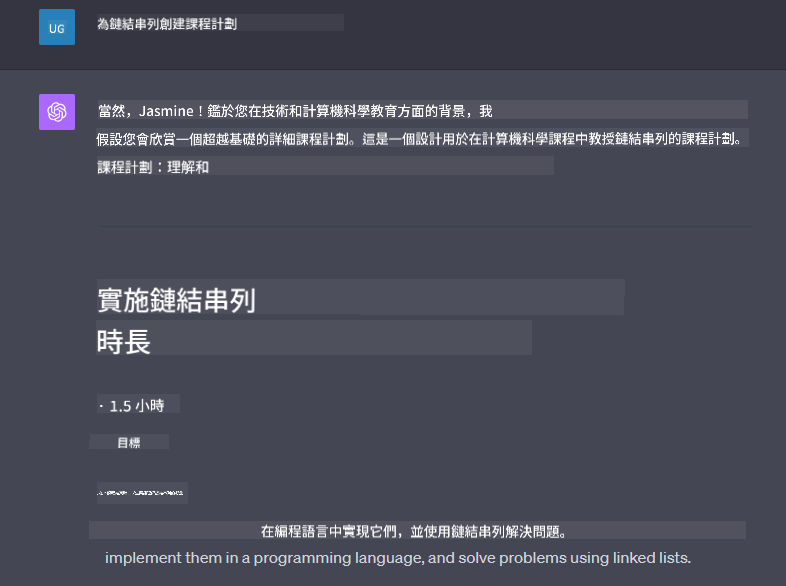 UG
為鏈結串列創建課程計劃
當然，Jasmine！鑑於您在技術和計算機科學教育方面的背景，我
假設您會欣賞一個超越基礎的詳細課程計劃。這是一個設計用於在計算機科學課程中教授鏈結串列的課程計劃。
課程計劃：理解和
實施鏈結串列
時長
· 1.5 小時
目標
在編程語言中實現它們，並使用鏈結串列解決問題。
implement them in a programming language, and solve problems using linked lists.